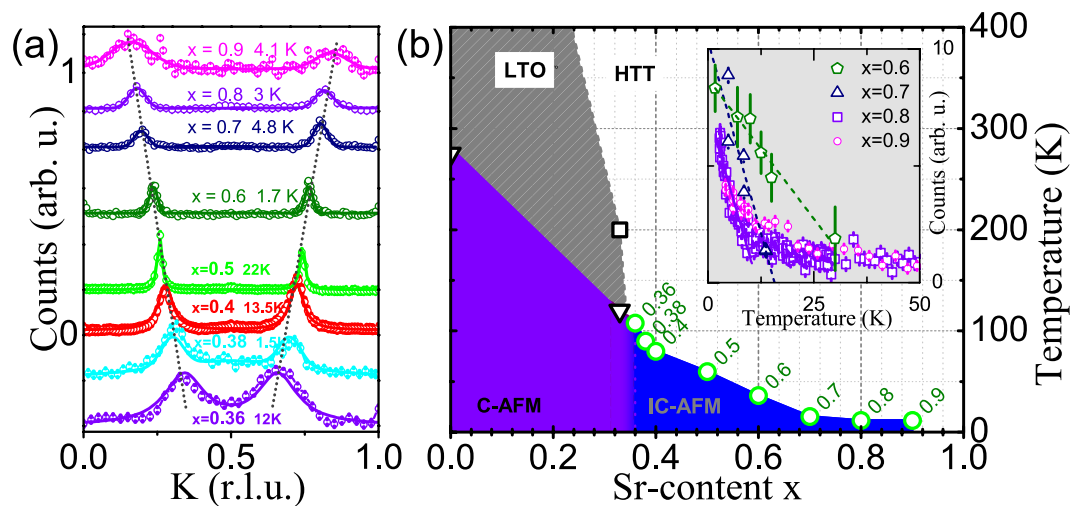 (a)
x = 0.9 4.1 K
x = 0.8 3 K
x = 0.7 4.8 K
x = 0.6 1.7 K
x=0.5 22K
x=0.4 13.5K
x=0.38 1.5K
x=0.36 12K
1
0
Counts (arb. u.)
0.0 0.5 1.0
K (r.l.u.)
(b)
LTO
HTT
C-AFM
IC-AFM
0.36
0.38
0.4
0.5
0.6
0.7
0.8
0.9
x=0.6
x=0.7
x=0.8
x=0.9
10
0
Counts (arb. u.)
0 25 50
Temperature (K)
400
300
200
100
0
Temperature (K)
0.0 0.2 0.4 0.6 0.8 1.0
Sr-content x